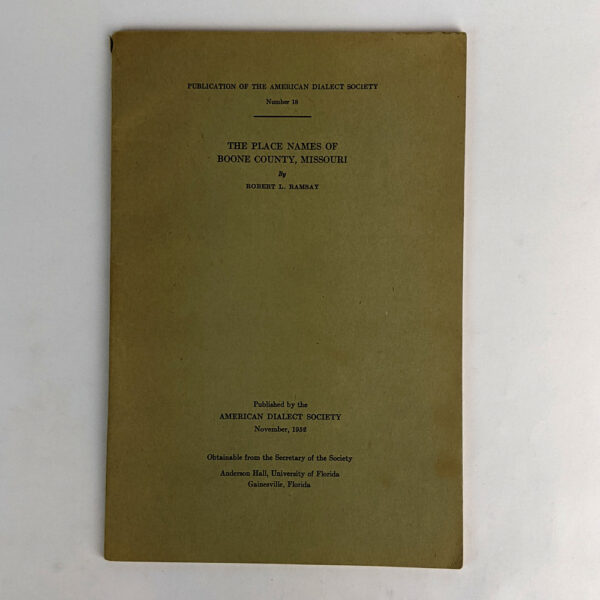 PUBLICATION OF THE AMERICAN DIALECT SOCIETY
Number 18
THE PLACE NAMES OF
BOONE COUNTY, MISSOURI
By
ROBERT L. RAMSAY
Published by the
AMERICAN DIALECT SOCIETY
November, 1952
Obtainable from the Secretary of the Society
Anderson Hall, University of Florida
Gainesville, Florida